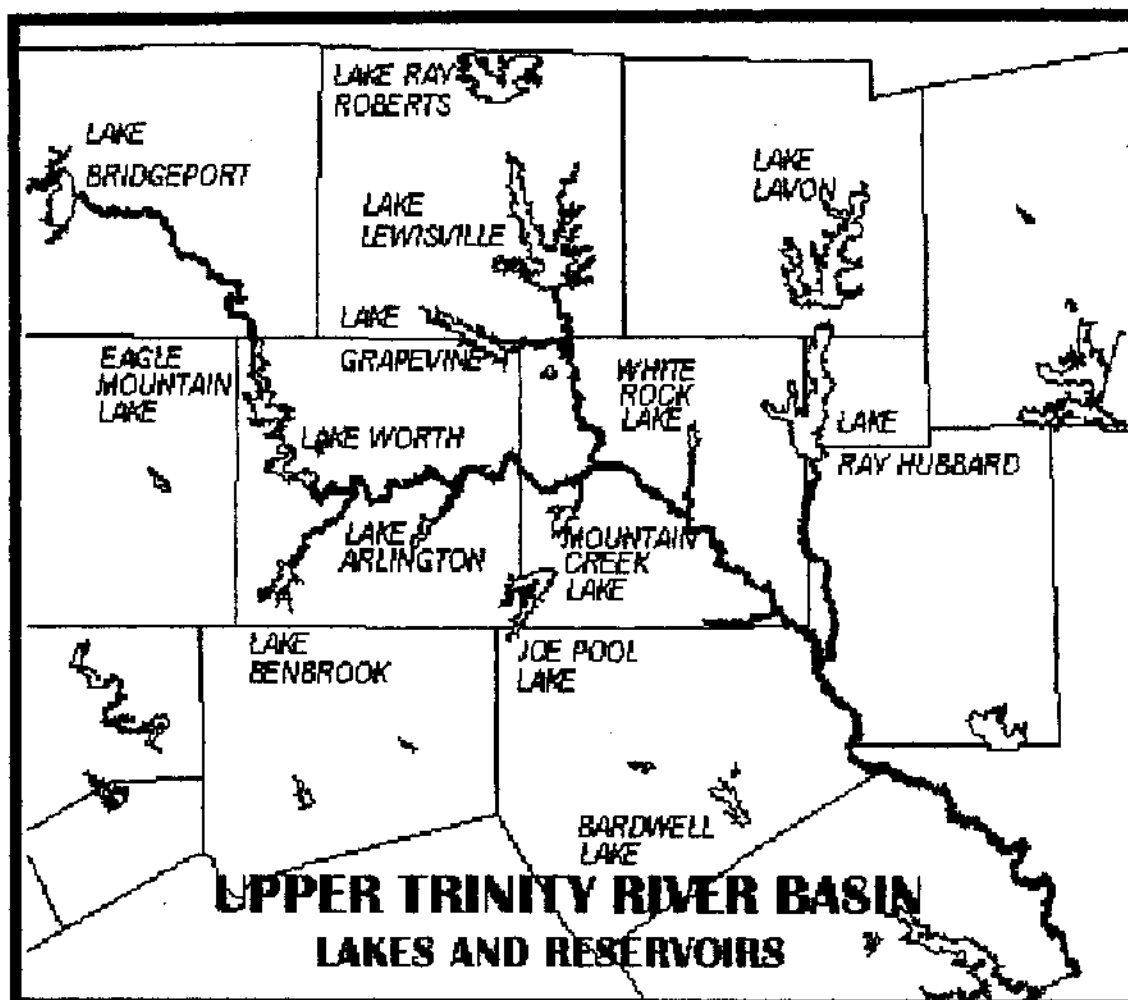 LAKE RAY
ROBERTS
LAKE
BRIDGEPORT
LAKE
LAVON
LAKE
LEWISVILLE
LAKE
GRAPEVINE
EAGLE
MOUNTAIN
LAKE
WHITE
ROCK
LAKE
LAKE WORTH
LAKE
RAY HUBBARD
LAKE
ARLINGTON
MOUNTAIN
CREEK
LAKE
LAKE
BENBROOK
JOE POOL
LAKE
BARDWELL
LAKE
UPPER TRINITY RIVER BASIN
LAKES AND RESERVOIRS